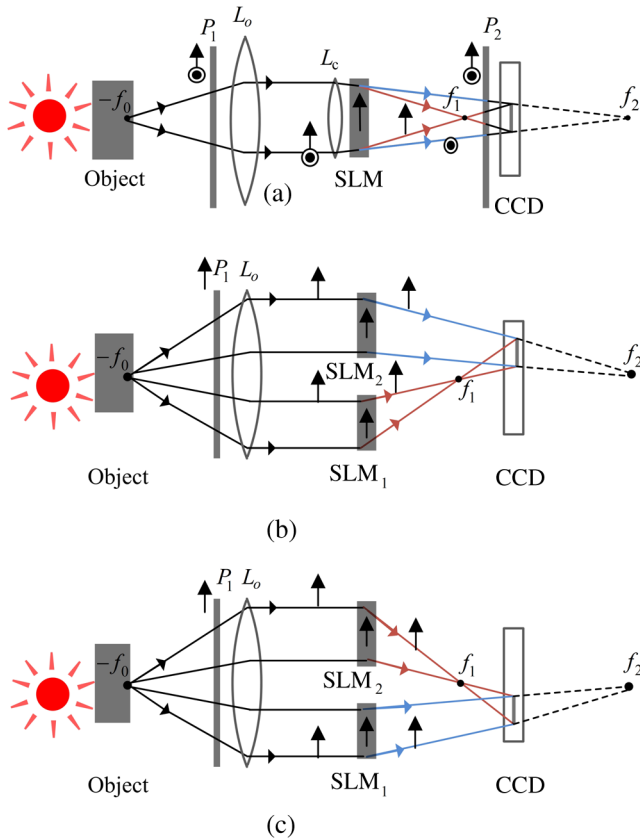 P1 Lo P2
Lc
−f0 f1 f2
Object SLM CCD
(a)
P1 Lo
−f0 SLM2 f1 f2
Object SLM1 CCD
(b)
P1 Lo
−f0 SLM2 f1 f2
Object SLM1 CCD
(c)